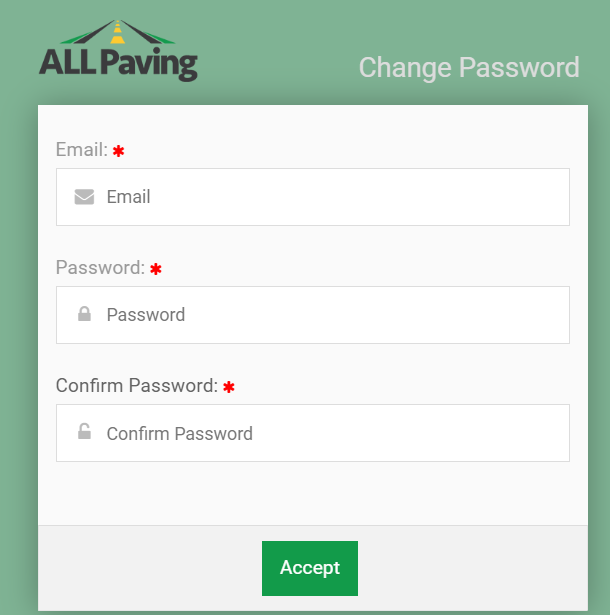 ALL Paving
Change Password
Email: *
Email
Password: *
Password
Confirm Password: *
Confirm Password
Accept